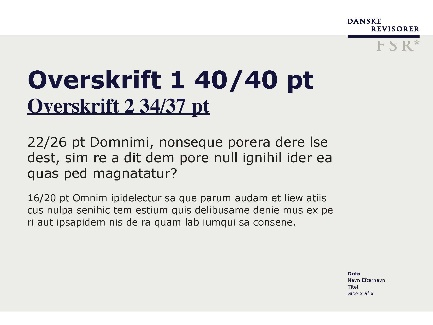 DANSKE
REVISORER
FSR*
Overskrift 1 40/40 pt
Overskrift 2 34/37 pt
22/26 pt Domnimi, nonseque porera dere lse
dest, sim re a dit dem pore null ignihil ider ea
quas ped magnatatur?
16/20 pt Omnim ipidelectur sa que parum audam et liew atiis
cus nulpa senihic tem estium quis delibusame denie mus ex pe
ri aut ipsapidem nis de ra quam lab iumqui sa consene.
Dato
Navn Efternavn
Titel